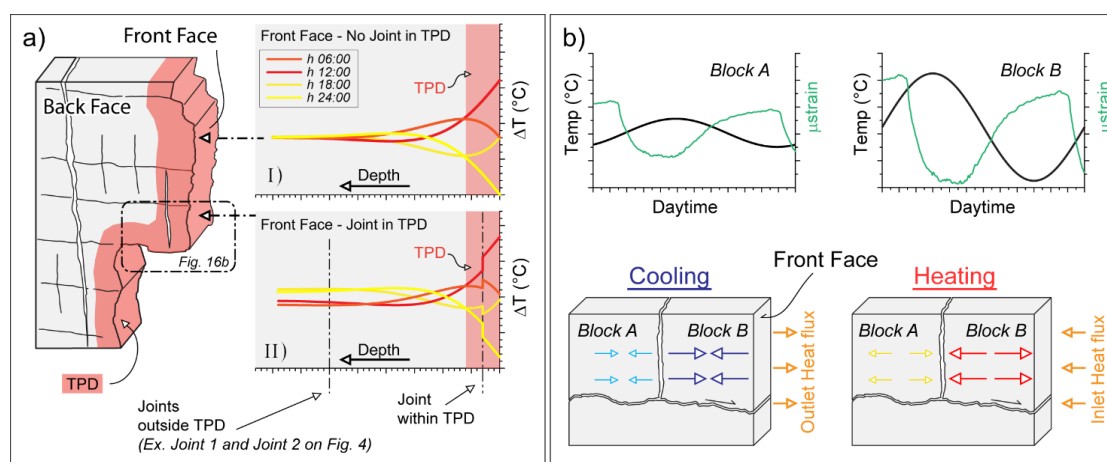 a)
Front Face
Back Face
Fig. 16b
TPD
Front Face - No Joint in TPD
h 06:00
h 12:00
h 18:00
h 24:00
TPD
I)
Depth
ΔT (°C)
Front Face - Joint in TPD
TPD
II)
Depth
ΔT (°C)
Joints
outside TPD
(Ex. Joint 1 and Joint 2 on Fig. 4)
Joint
within TPD
b)
Block A
Temp (°C)
μstrain
Daytime
Block B
Temp (°C)
μstrain
Daytime
Front Face
Cooling
Block A
Block B
Outlet Heat flux
Heating
Block A
Block B
Inlet Heat flux